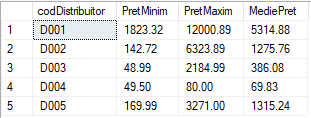 codDistribuitor PretMinim PretMaxim MediePret
1 D001 1823.32 12000.89 5314.88
2 D002 142.72 6323.89 1275.76
3 D003 48.99 2184.99 386.08
4 D004 49.50 80.00 69.83
5 D005 169.99 3271.00 1315.24